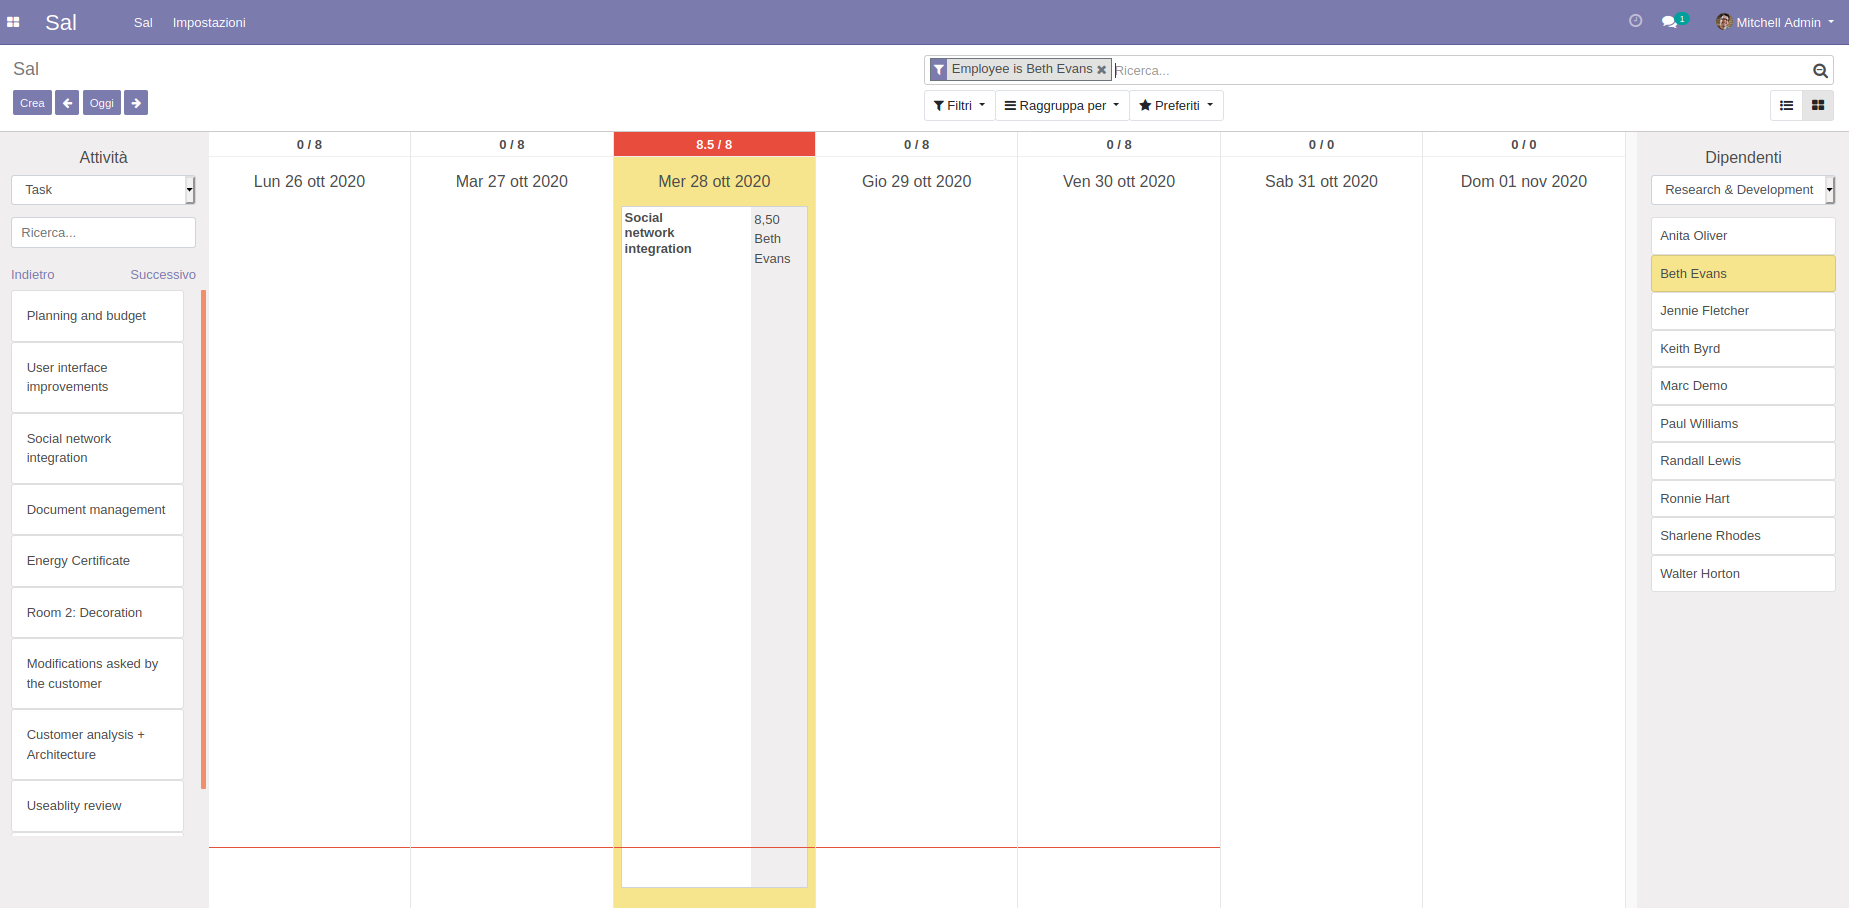 Sal
Sal
Impostazioni
1
Mitchell Admin
Sal
Employee is Beth Evans
Ricerca...
Crea
Oggi
Filtri
Raggruppa per
Preferiti
Attività
Task
Ricerca...
Indietro
Successivo
Planning and budget
User interface
improvements
Social network
integration
Document management
Energy Certificate
Room 2: Decoration
Modifications asked by
the customer
Customer analysis +
Architecture
Useablity review
0 / 8
0 / 8
8.5 / 8
0 / 8
0 / 8
0 / 0
0 / 0
Lun 26 ott 2020
Mar 27 ott 2020
Mer 28 ott 2020
Gio 29 ott 2020
Ven 30 ott 2020
Sab 31 ott 2020
Dom 01 nov 2020
Social
network
integration
8,50
Beth
Evans
Dipendenti
Research & Development
Anita Oliver
Beth Evans
Jennie Fletcher
Keith Byrd
Marc Demo
Paul Williams
Randall Lewis
Ronnie Hart
Sharlene Rhodes
Walter Horton